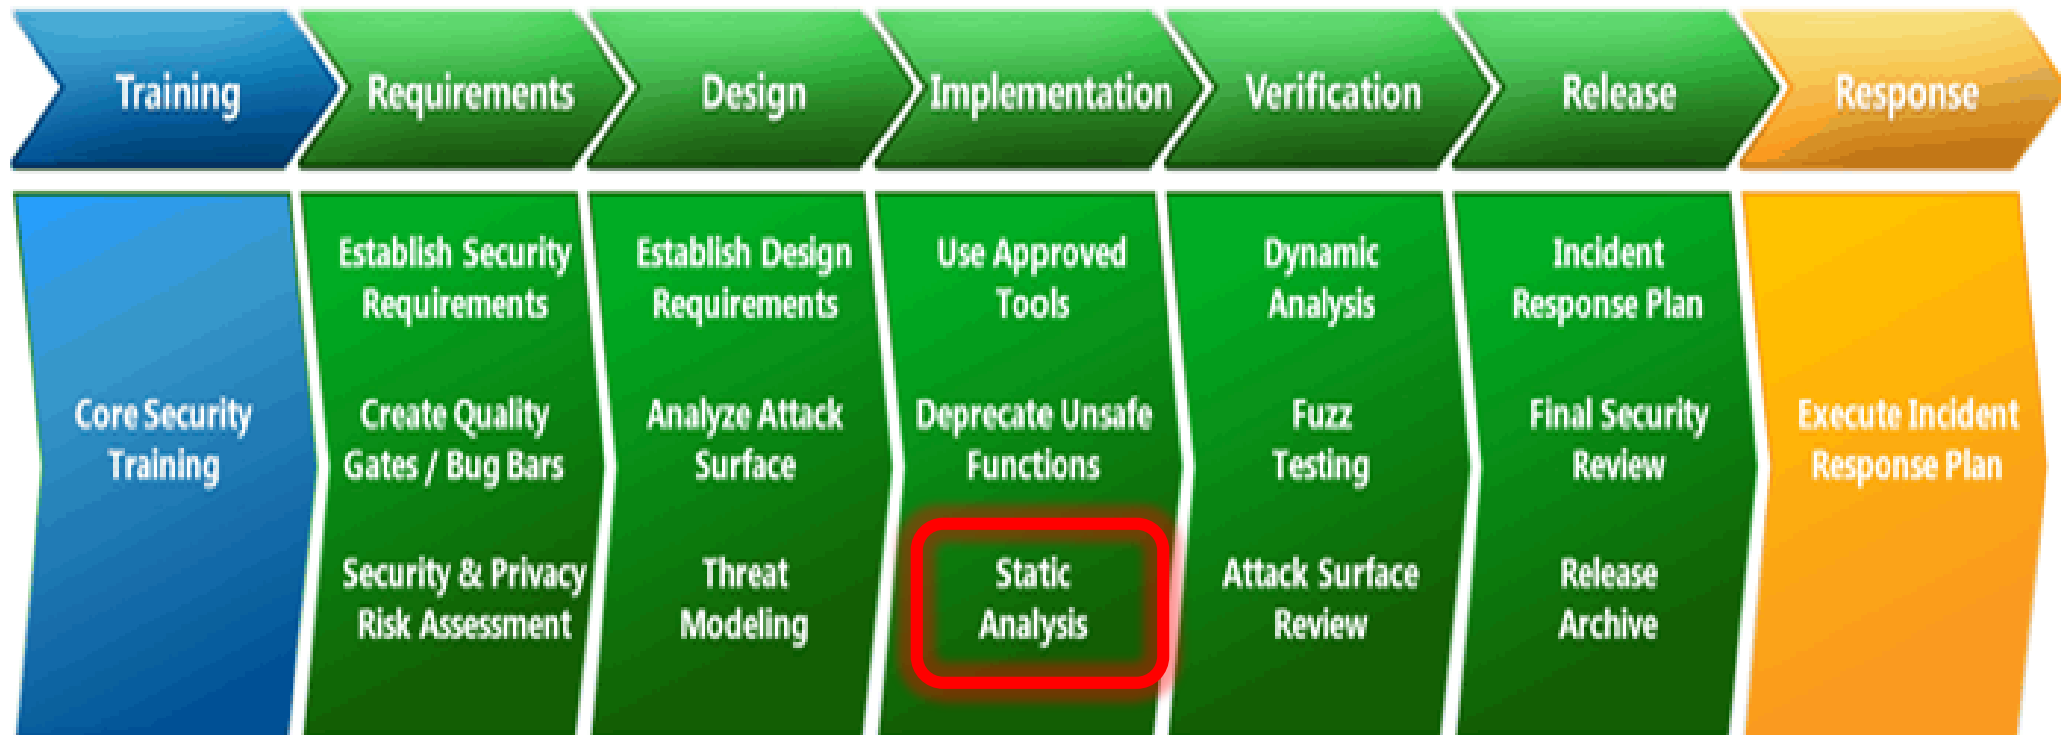 Training
Requirements
Design
Implementation
Verification
Release
Response
Core Security
Training
Establish Security
Requirements
Create Quality
Gates / Bug Bars
Security & Privacy
Risk Assessment
Establish Design
Requirements
Analyze Attack
Surface
Threat
Modeling
Use Approved
Tools
Deprecate Unsafe
Functions
Static
Analysis
Dynamic
Analysis
Fuzz
Testing
Attack Surface
Review
Incident
Response Plan
Final Security
Review
Release
Archive
Execute Incident
Response Plan